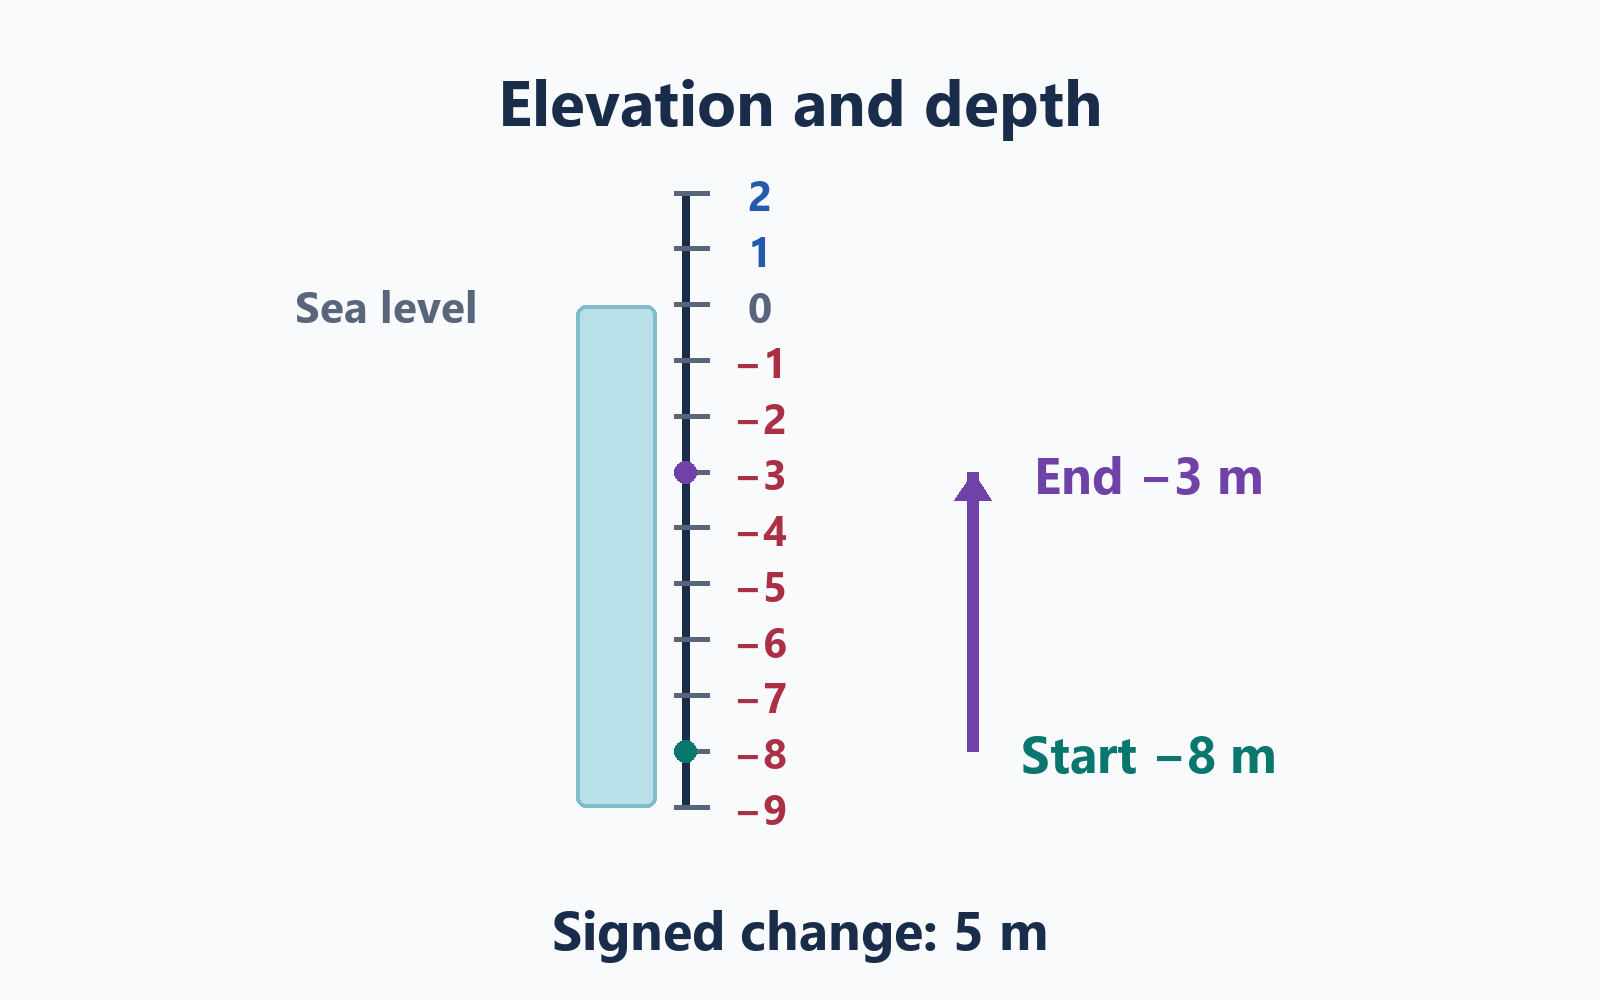 Elevation and depth
2
1
Sea level 0
−1
−2
−3 End −3 m
−4
−5
−6
−7
−8 Start −8 m
−9
Signed change: 5 m